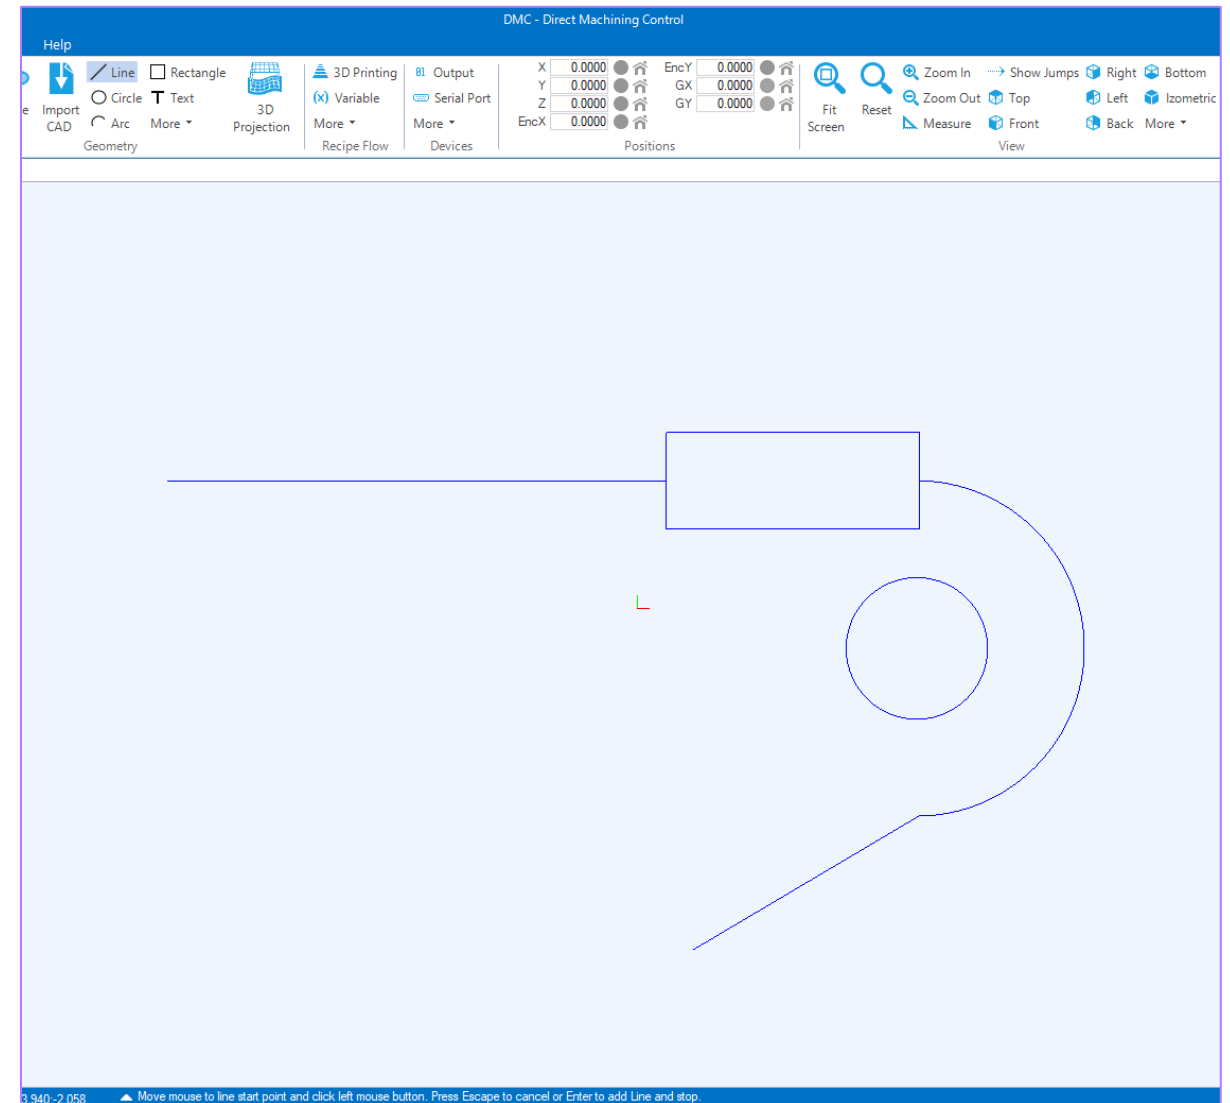 DMC - Direct Machining Control
Help
Line Rectangle 3D Printing Output X 0.0000 EncY 0.0000 Zoom In Show Jumps Right Bottom
Y 0.0000 GX 0.0000
e Import CAD Circle T Text 3D Projection (x) Variable Serial Port Z 0.0000 GY 0.0000 Fit Screen Reset Zoom Out Top Left Izometric
Arc More More More EncX 0.0000 Measure Front Back More
Geometry Recipe Flow Devices Positions View
3.940;-2.058 Move mouse to line start point and click left mouse button. Press Escape to cancel or Enter to add Line and stop.